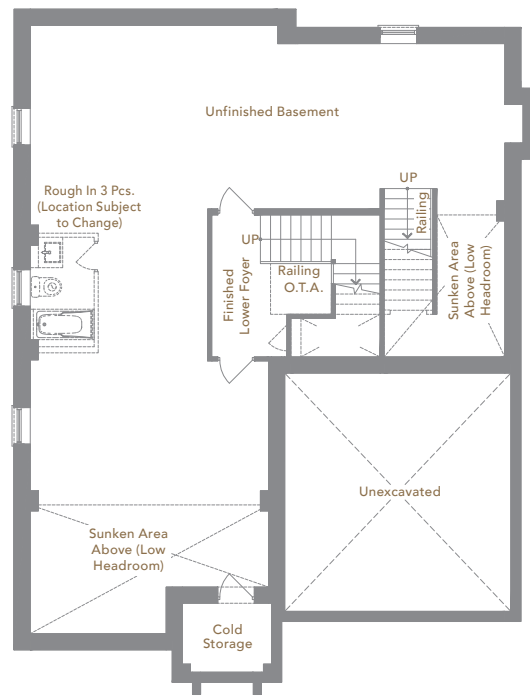 Unfinished Basement
Rough In 3 Pcs.
(Location Subject
to Change)
UP
Railing
UP
Railing
O.T.A.
Finished
Lower Foyer
Sunken Area
Above (Low
Headroom)
Unexcavated
Sunken Area
Above (Low
Headroom)
Cold
Storage